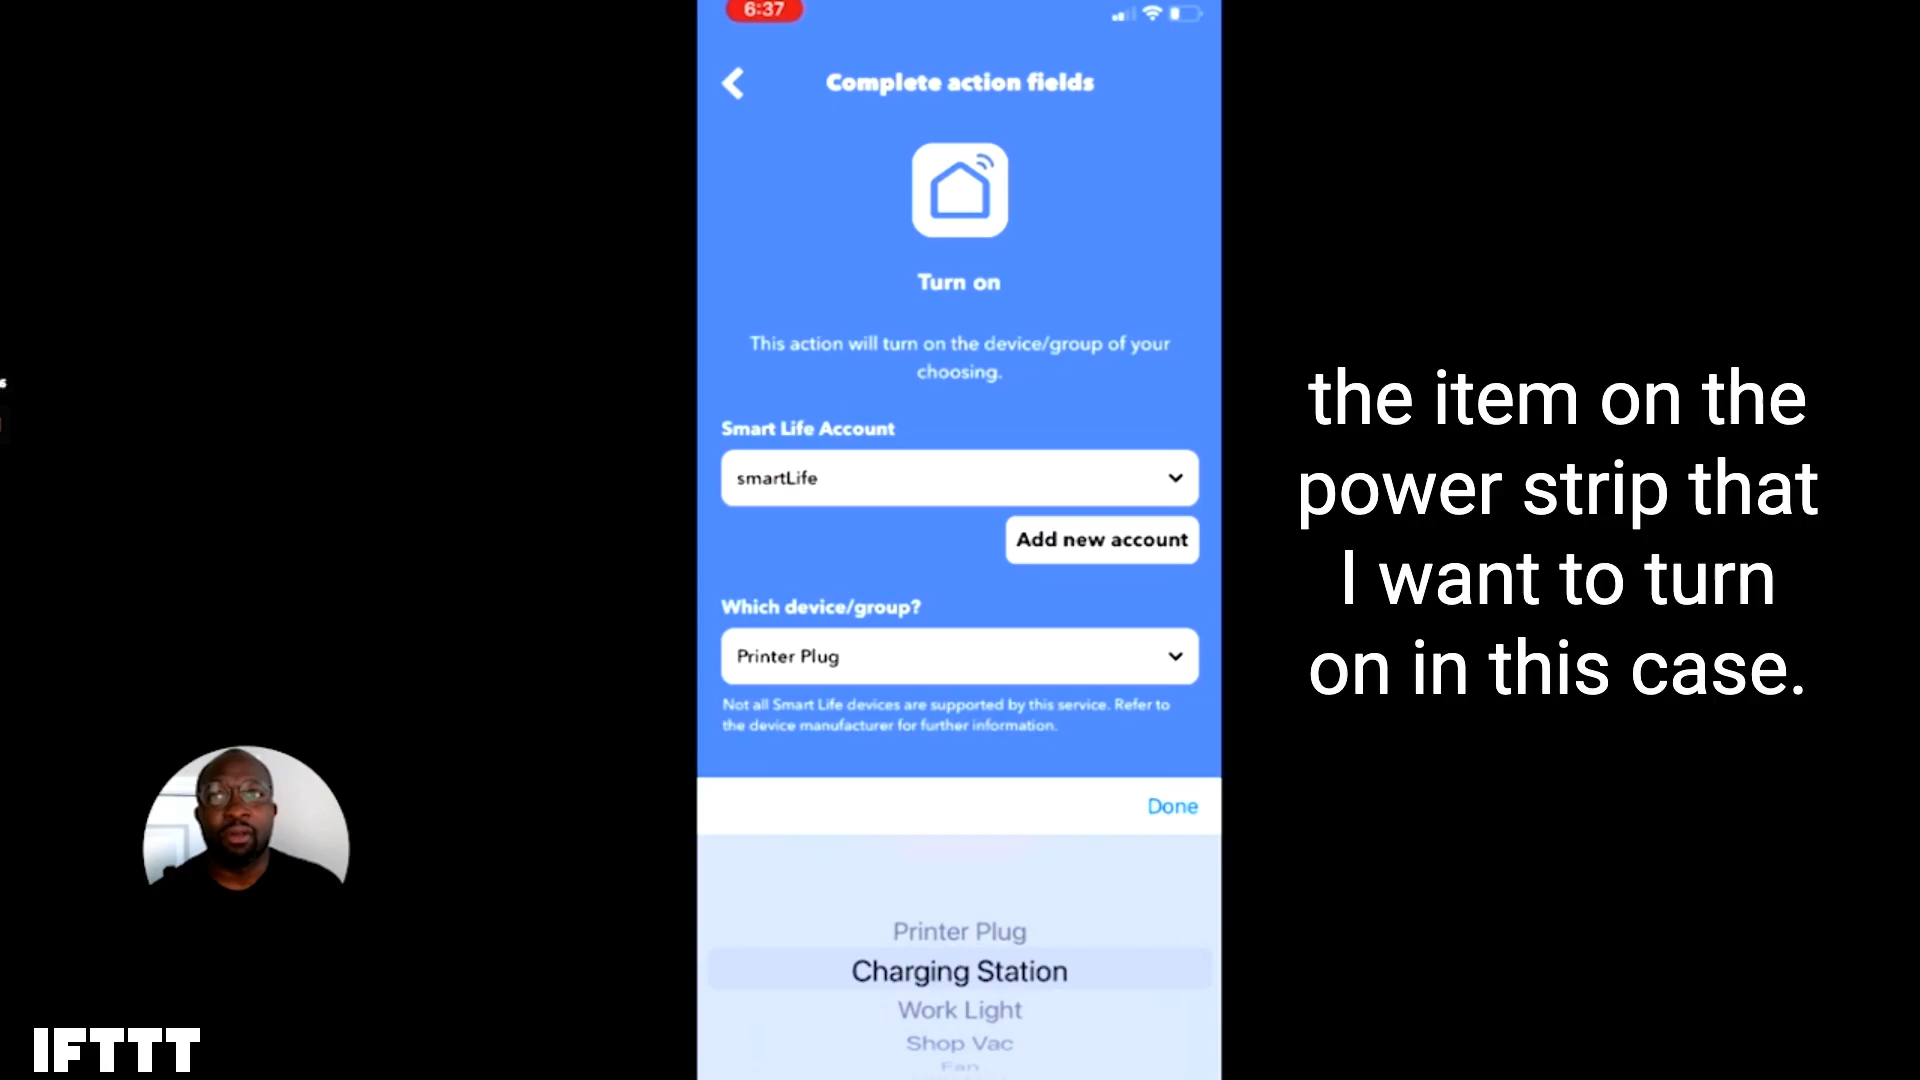 6:37
Complete action fields
Turn on
This action will turn on the device/group of your
choosing.
Smart Life Account
smartLife
Add new account
Which device/group?
Printer Plug
Not all Smart Life devices are supported by this service. Refer to
the device manufacturer for further information.
Done
Printer Plug
Charging Station
Work Light
Shop Vac
Fan
the item on the
power strip that
I want to turn
on in this case.
IFTTT